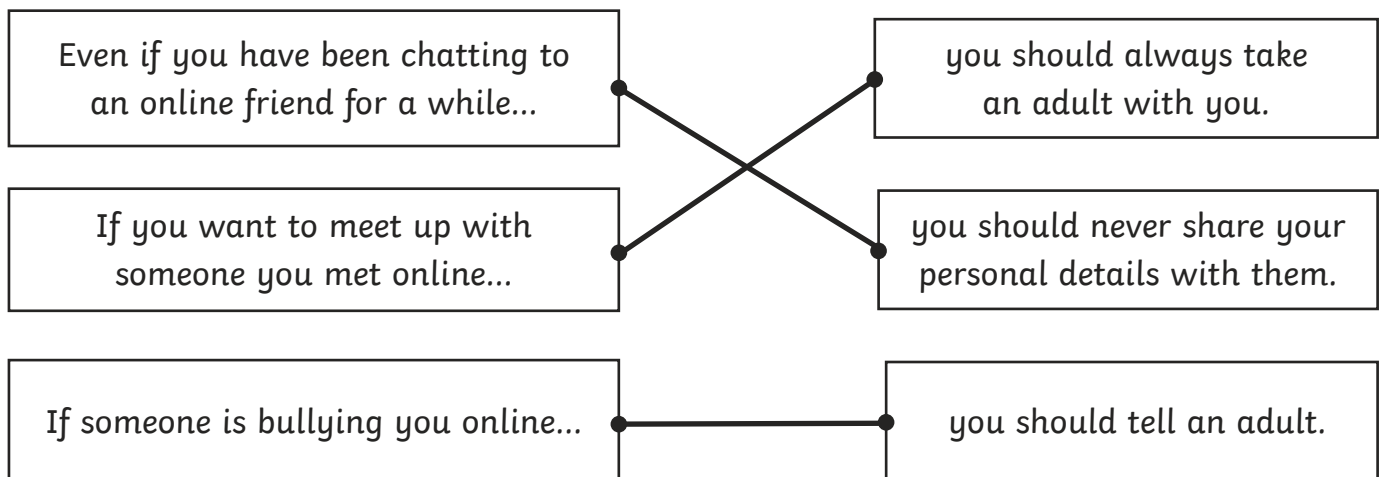 Even if you have been chatting to
an online friend for a while...
you should always take
an adult with you.
If you want to meet up with
someone you met online...
you should never share your
personal details with them.
If someone is bullying you online...
you should tell an adult.